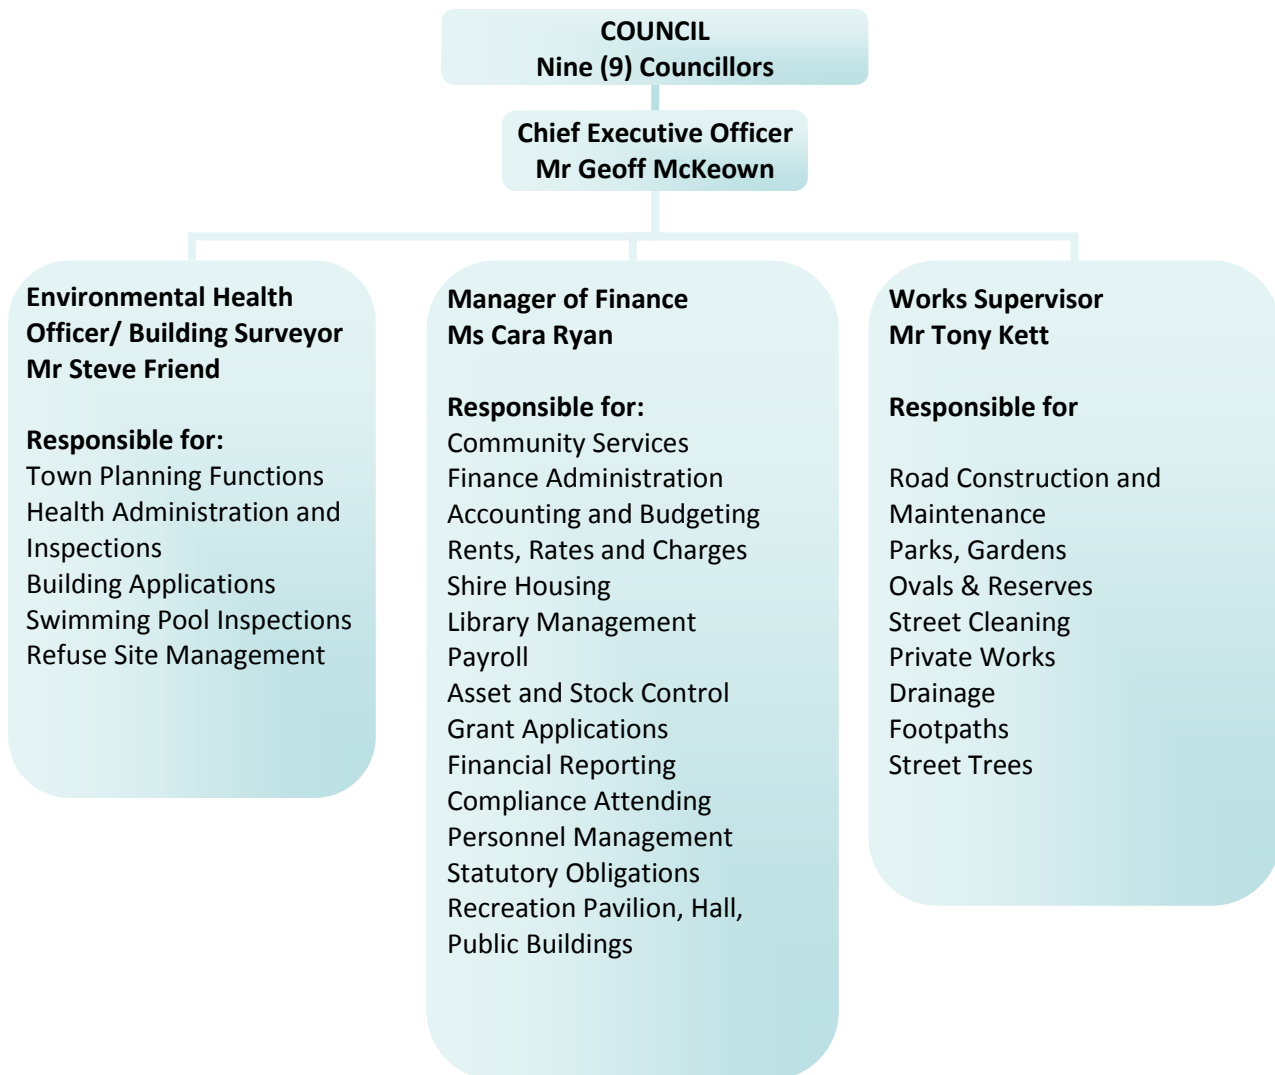 COUNCIL
Nine (9) Councillors
Chief Executive Officer
Mr Geoff McKeown
Environmental Health
Officer/ Building Surveyor
Mr Steve Friend
Responsible for:
Town Planning Functions
Health Administration and
Inspections
Building Applications
Swimming Pool Inspections
Refuse Site Management
Manager of Finance
Ms Cara Ryan
Responsible for:
Community Services
Finance Administration
Accounting and Budgeting
Rents, Rates and Charges
Shire Housing
Library Management
Payroll
Asset and Stock Control
Grant Applications
Financial Reporting
Compliance Attending
Personnel Management
Statutory Obligations
Recreation Pavilion, Hall,
Public Buildings
Works Supervisor
Mr Tony Kett
Responsible for
Road Construction and
Maintenance
Parks, Gardens
Ovals & Reserves
Street Cleaning
Private Works
Drainage
Footpaths
Street Trees